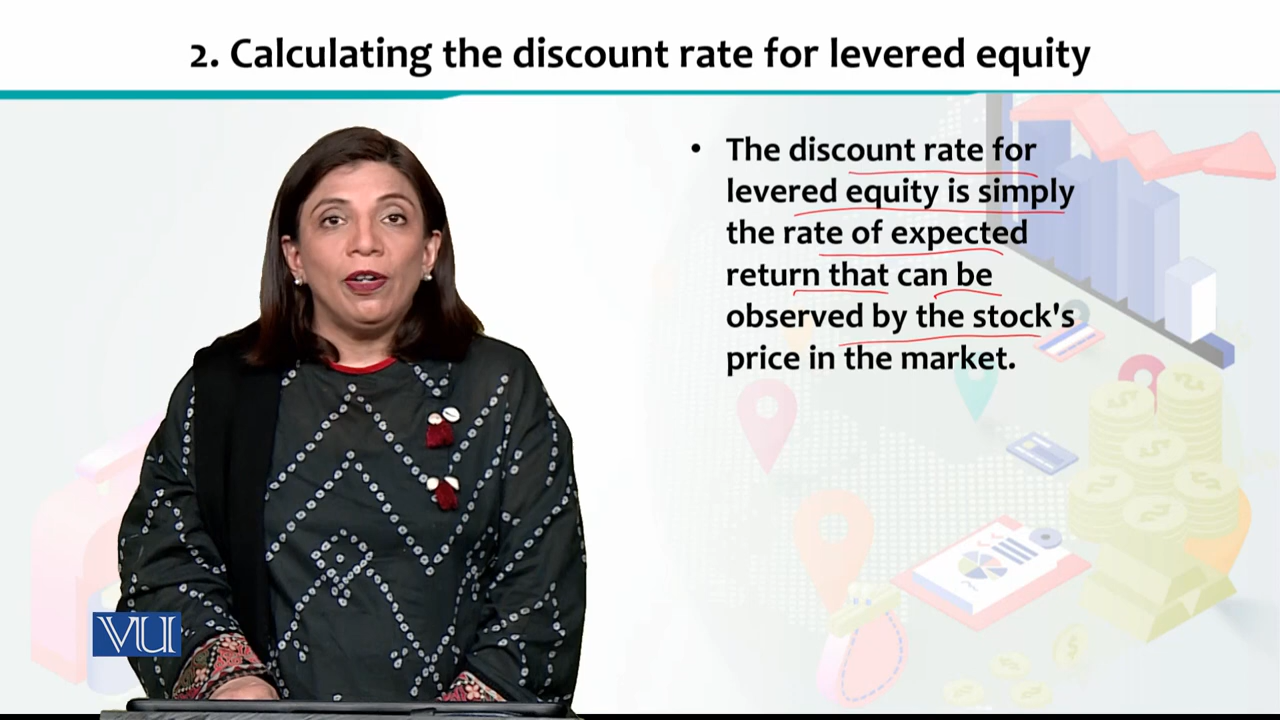 2. Calculating the discount rate for levered equity
• The discount rate for
levered equity is simply
the rate of expected
return that can be
observed by the stock's
price in the market.
VU